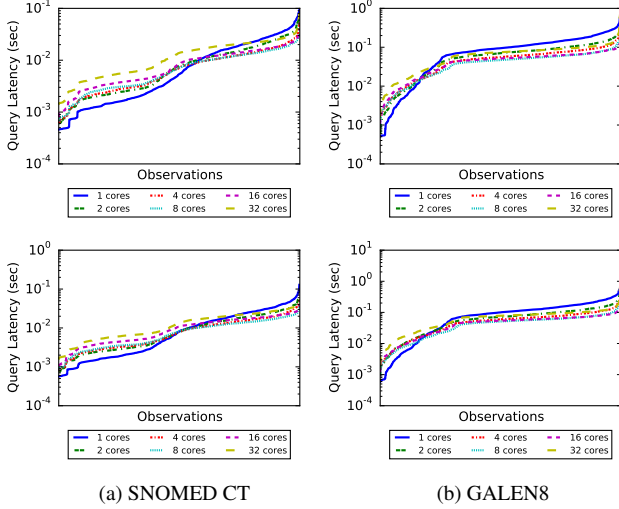 10^-1
10^-2
10^-3
10^-4
Query Latency (sec)
Observations
1 cores 4 cores 16 cores
2 cores 8 cores 32 cores
10^0
10^-1
10^-2
10^-3
10^-4
Query Latency (sec)
Observations
1 cores 4 cores 16 cores
2 cores 8 cores 32 cores
10^0
10^-1
10^-2
10^-3
10^-4
Query Latency (sec)
Observations
1 cores 4 cores 16 cores
2 cores 8 cores 32 cores
10^1
10^0
10^-1
10^-2
10^-3
10^-4
Query Latency (sec)
Observations
1 cores 4 cores 16 cores
2 cores 8 cores 32 cores
(a) SNOMED CT
(b) GALEN8